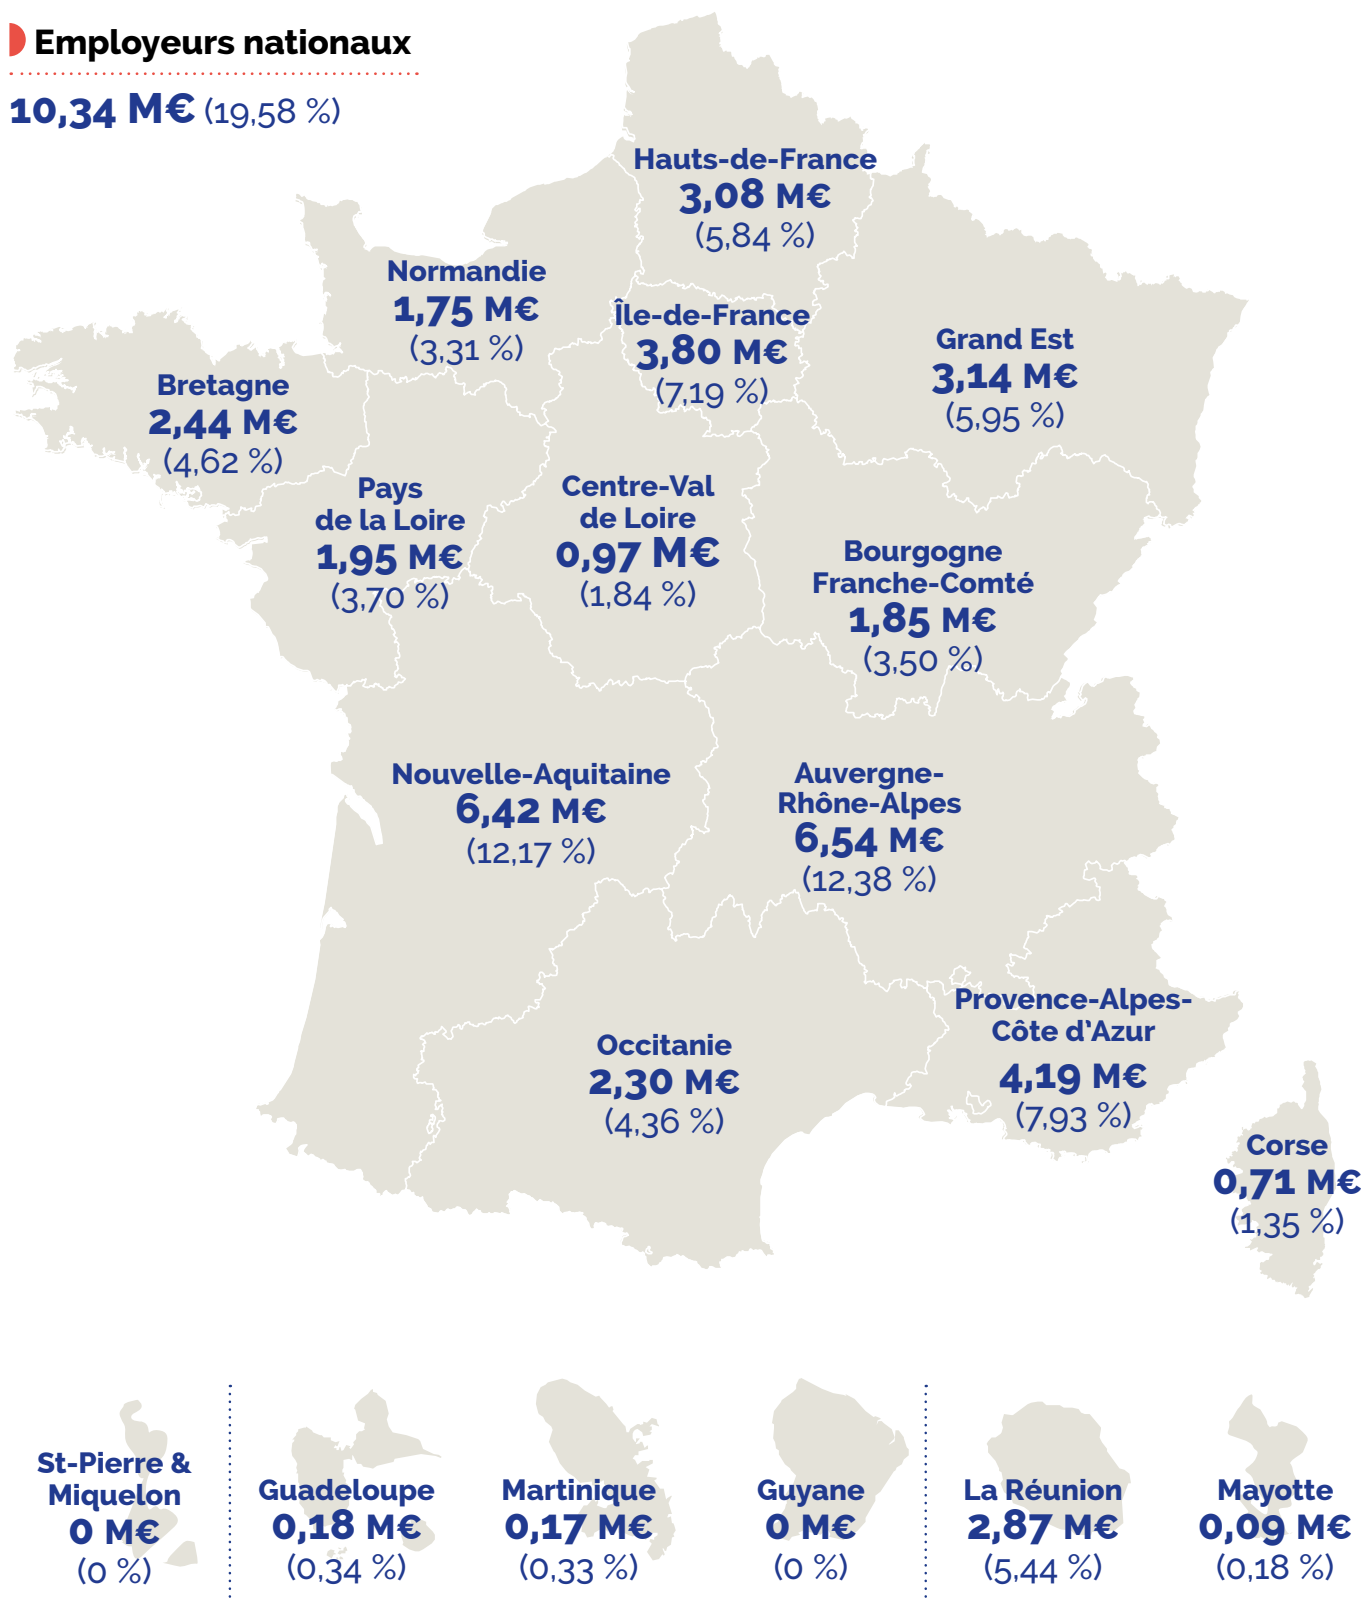 Employeurs nationaux
10,34 M€ (19,58 %)
Hauts-de-France
3,08 M€
(5,84 %)
Normandie
1,75 M€
(3,31 %)
Île-de-France
3,80 M€
(7,19 %)
Grand Est
3,14 M€
(5,95 %)
Bretagne
2,44 M€
(4,62 %)
Pays
de la Loire
1,95 M€
(3,70 %)
Centre-Val
de Loire
0,97 M€
(1,84 %)
Bourgogne
Franche-Comté
1,85 M€
(3,50 %)
Nouvelle-Aquitaine
6,42 M€
(12,17 %)
Auvergne-
Rhône-Alpes
6,54 M€
(12,38 %)
Occitanie
2,30 M€
(4,36 %)
Provence-Alpes-
Côte d’Azur
4,19 M€
(7,93 %)
Corse
0,71 M€
(1,35 %)
St-Pierre &
Miquelon
0 M€
(0 %)
Guadeloupe
0,18 M€
(0,34 %)
Martinique
0,17 M€
(0,33 %)
Guyane
0 M€
(0 %)
La Réunion
2,87 M€
(5,44 %)
Mayotte
0,09 M€
(0,18 %)